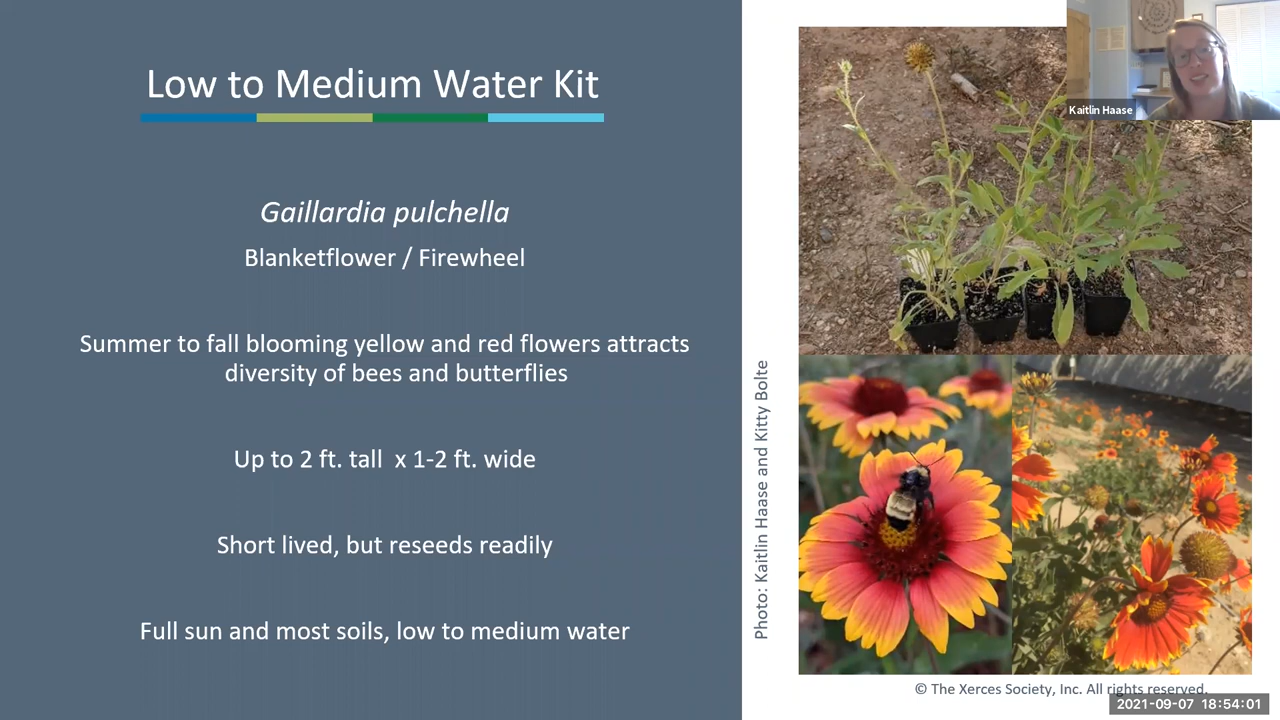 Low to Medium Water Kit
Gaillardia pulchella
Blanketflower / Firewheel
Summer to fall blooming yellow and red flowers attracts
diversity of bees and butterflies
Up to 2 ft. tall  x 1-2 ft. wide
Short lived, but reseeds readily
Full sun and most soils, low to medium water
Photo: Kaitlin Haase and Kitty Bolte
Kaitlin Haase
© The Xerces Society, Inc. All rights reserved.
2021-09-07  18:54:01